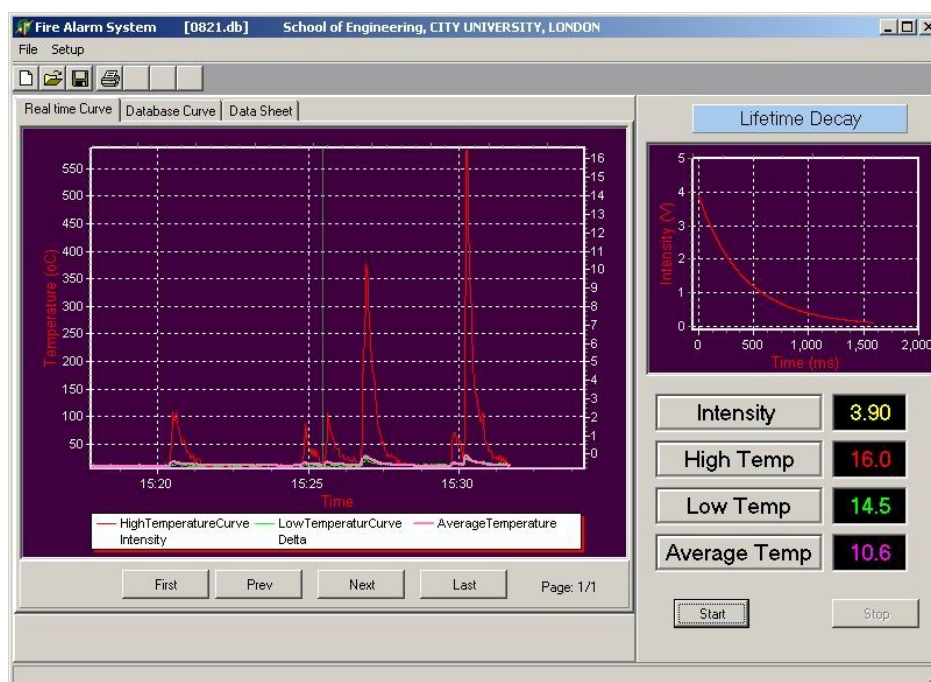 Fire Alarm System [0821.db] School of Engineering, CITY UNIVERSITY, LONDON
File Setup
Real time Curve Database Curve Data Sheet
Temperature (oC)
550
500
450
400
350
300
250
200
150
100
50
16
15
14
13
12
11
10
9
8
7
6
5
4
3
2
1
0
15:20 15:25 15:30
Time
HighTemperatureCurve LowTemperaturCurve AverageTemperature
Intensity Delta
First Prev Next Last Page: 1/1
Lifetime Decay
Intensity (V)
5
4
3
2
1
0
0 500 1,000 1,500 2,000
Time (ms)
Intensity 3.90
High Temp 16.0
Low Temp 14.5
Average Temp 10.6
Start Stop